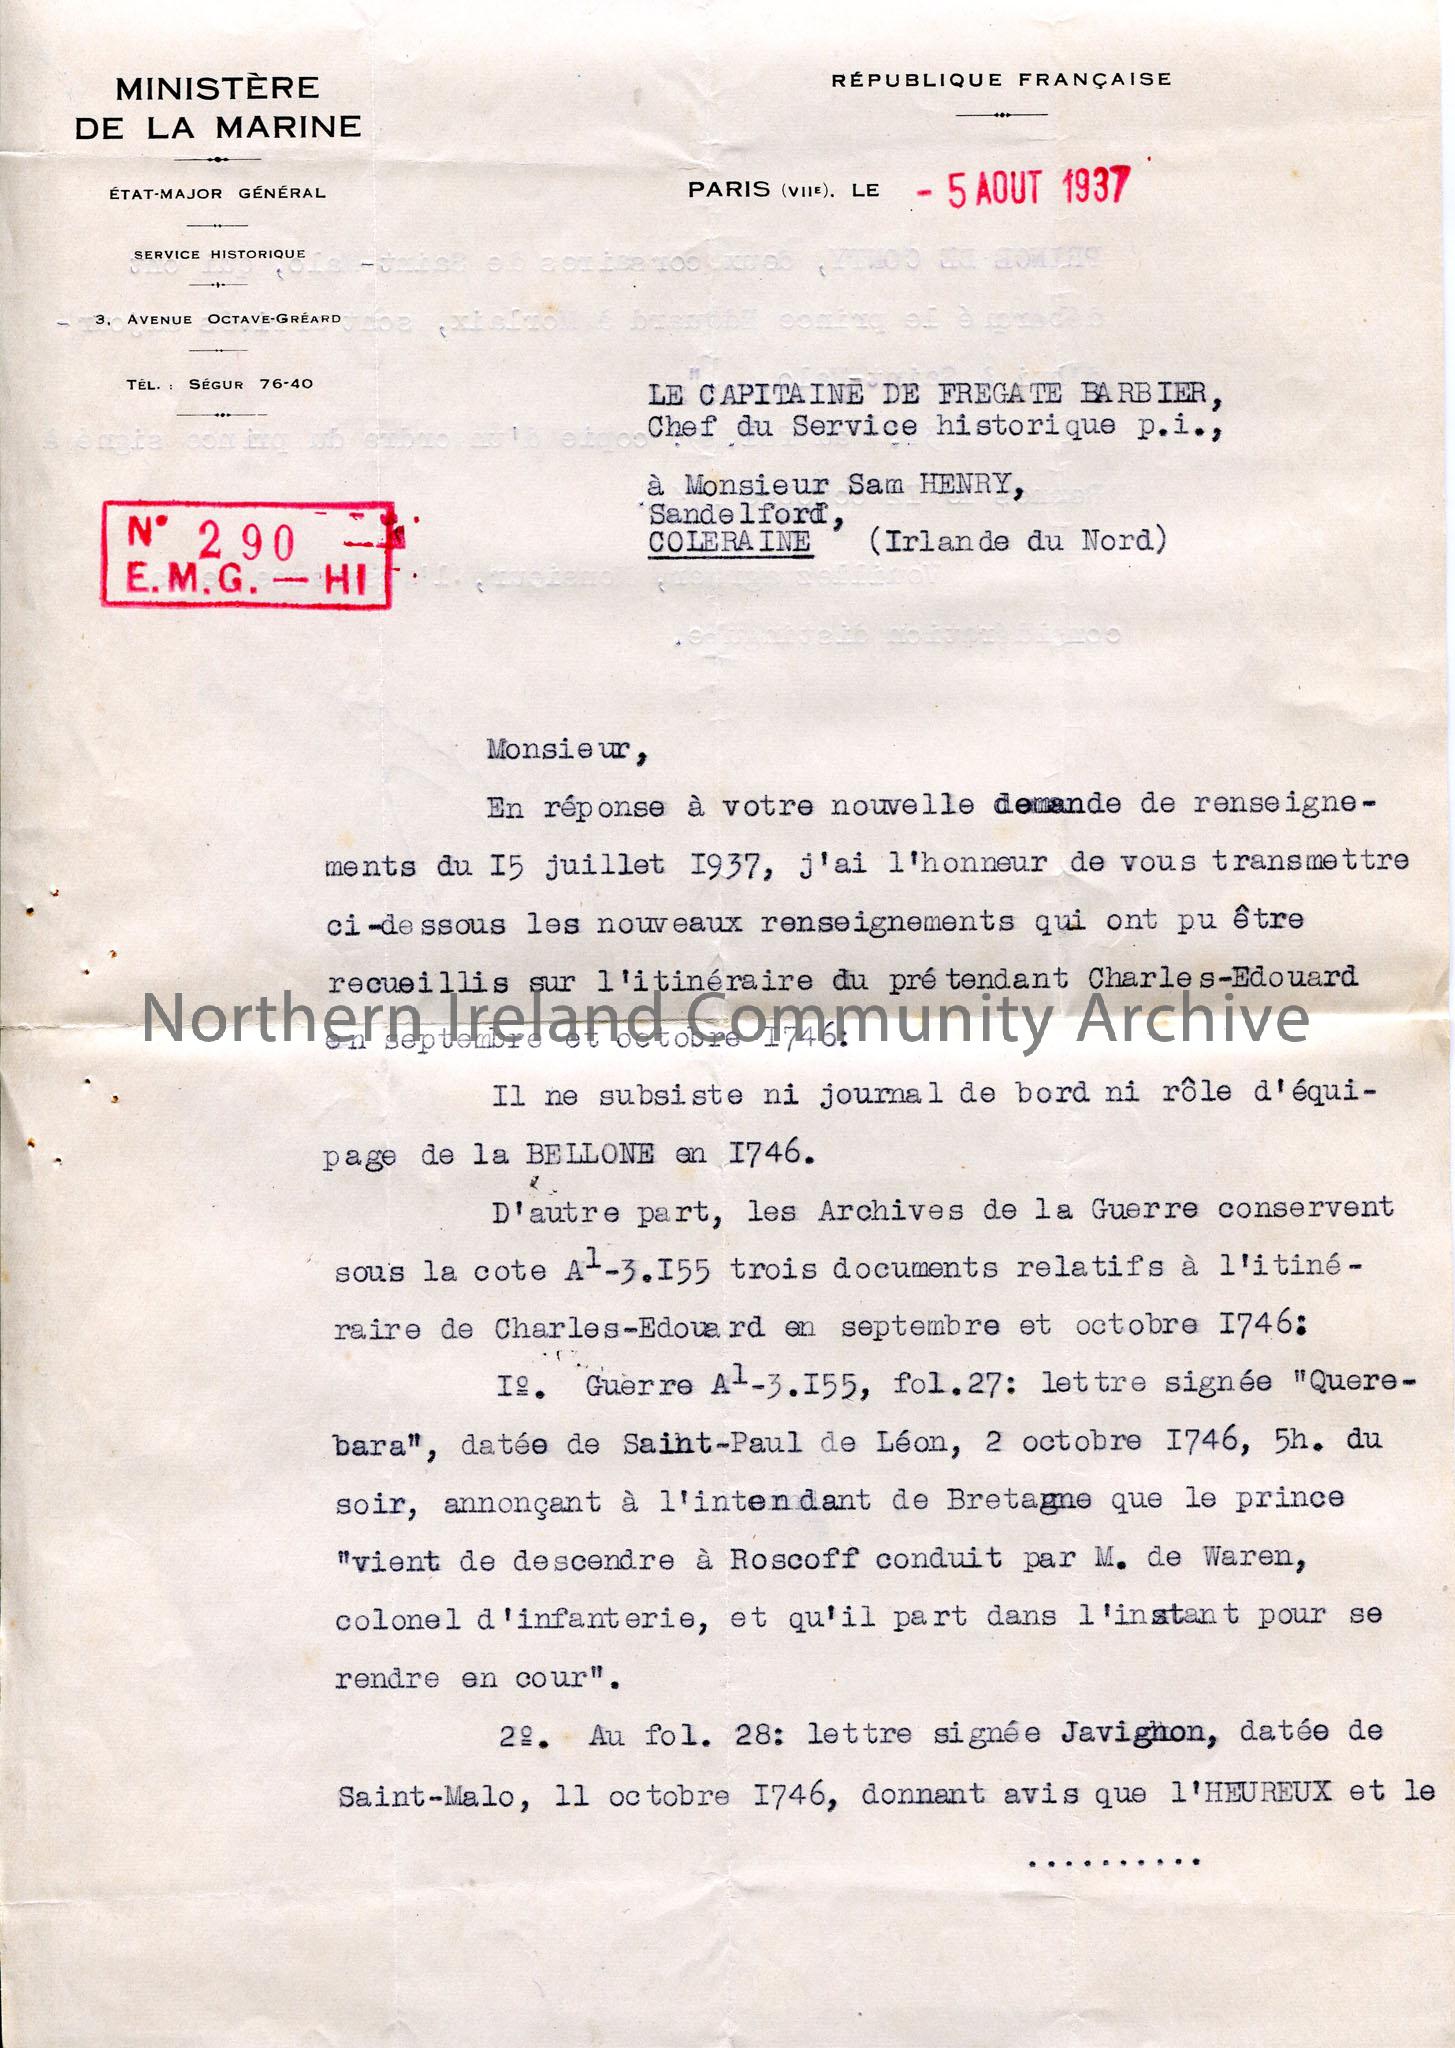 MINISTÈRE
DE LA MARINE
ÉTAT-MAJOR GÉNÉRAL
SERVICE HISTORIQUE
3, AVENUE OCTAVE-GRÉARD
TÉL. : SÉGUR 76-40
RÉPUBLIQUE FRANÇAISE
PARIS (VIIE). LE - 5 AOUT 1937
LE CAPITAINE DE FREGATE BARBIER,
Chef du Service historique p.i.,
à Monsieur Sam HENRY,
Sandelford,
COLERAINE (Irlande du Nord)
N° 290
E.M.G. — HI
Monsieur,
En réponse à votre nouvelle demande de renseigne-
ments du I5 juillet I937, j'ai l'honneur de vous transmettre
ci-dessous les nouveaux renseignements qui ont pu être
recueillis sur l'itinéraire du prétendant Charles-Edouard
Northern Ireland Community Archive
en septembre et octobre I746:
Il ne subsiste ni journal de bord ni rôle d'équi-
page de la BELLONE en I746.
D'autre part, les Archives de la Guerre conservent
sous la cote A¹-3.I55 trois documents relatifs à l'itiné-
raire de Charles-Edouard en septembre et octobre I746:
Iº. Guerre A¹-3.I55, fol.27: lettre signée "Quere-
bara", datée de Saint-Paul de Léon, 2 octobre I746, 5h. du
soir, annonçant à l'intendant de Bretagne que le prince
"vient de descendre à Roscoff conduit par M. de Waren,
colonel d'infanterie, et qu'il part dans l'instant pour se
rendre en cour".
2º. Au fol. 28: lettre signée Javighon, datée de
Saint-Malo, 11 octobre I746, donnant avis que l'HEUREUX et le
..........